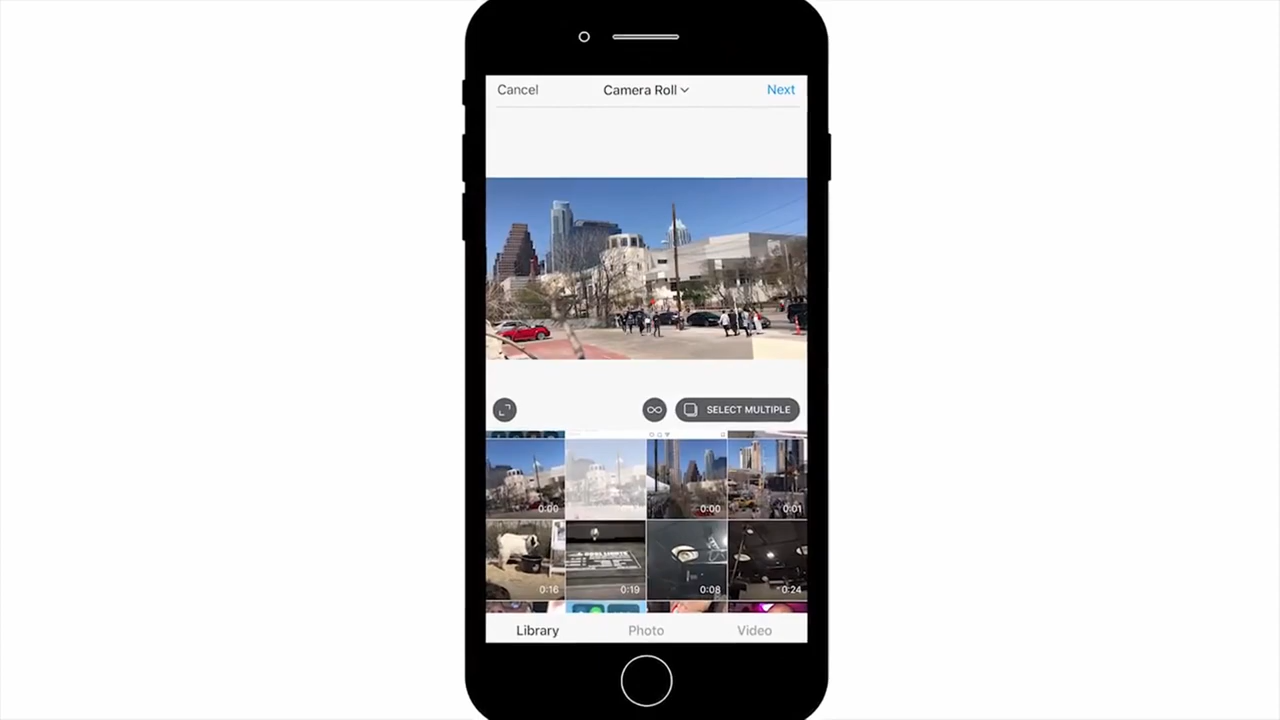 Cancel
Camera Roll
Next
SELECT MULTIPLE
0:00
0:00
0:01
0:16
0:19
0:08
0:24
Library
Photo
Video